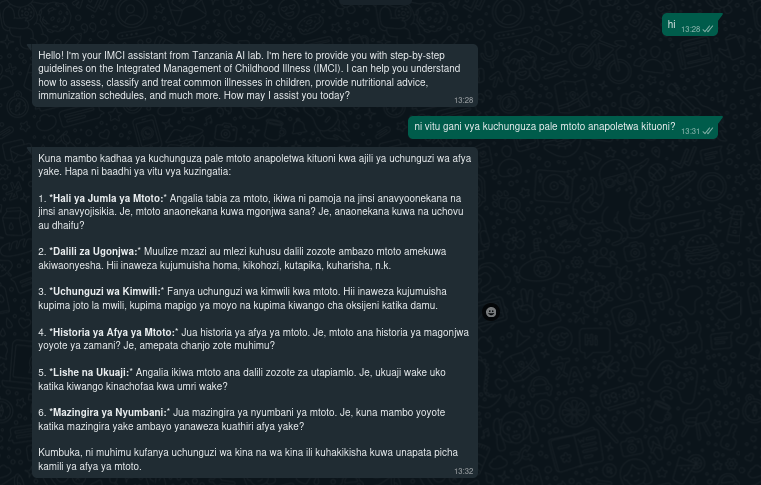 hi
13:28
Hello! I'm your IMCI assistant from Tanzania AI lab. I'm here to provide you with step-by-step
guidelines on the Integrated Management of Childhood Illness (IMCI). I can help you understand
how to assess, classify and treat common illnesses in children, provide nutritional advice,
immunization schedules, and much more. How may I assist you today?
13:28
ni vitu gani vya kuchunguza pale mtoto anapoletwa kituoni?
13:31
Kuna mambo kadhaa ya kuchunguza pale mtoto anapoletwa kituoni kwa ajili ya uchunguzi wa afya
yake. Hapa ni baadhi ya vitu vya kuzingatia:
1. *Hali ya Jumla ya Mtoto:* Angalia tabia za mtoto, ikiwa ni pamoja na jinsi anavyoonekana na
jinsi anavyojisikia. Je, mtoto anaonekana kuwa mgonjwa sana? Je, anaonekana kuwa na uchovu
au dhaifu?
2. *Dalili za Ugonjwa:* Muulize mzazi au mlezi kuhusu dalili zozote ambazo mtoto amekuwa
akiwaonyesha. Hii inaweza kujumuisha homa, kikohozi, kutapika, kuharisha, n.k.
3. *Uchunguzi wa Kimwili:* Fanya uchunguzi wa kimwili kwa mtoto. Hii inaweza kujumuisha
kupima joto la mwili, kupima mapigo ya moyo na kupima kiwango cha oksijeni katika damu.
4. *Historia ya Afya ya Mtoto:* Jua historia ya afya ya mtoto. Je, mtoto ana historia ya magonjwa
yoyote ya zamani? Je, amepata chanjo zote muhimu?
5. *Lishe na Ukuaji:* Angalia ikiwa mtoto ana dalili zozote za utapiamlo. Je, ukuaji wake uko
katika kiwango kinachofaa kwa umri wake?
6. *Mazingira ya Nyumbani:* Jua mazingira ya nyumbani ya mtoto. Je, kuna mambo yoyote
katika mazingira yake ambayo yanaweza kuathiri afya yake?
Kumbuka, ni muhimu kufanya uchunguzi wa kina na wa kina ili kuhakikisha kuwa unapata picha
kamili ya afya ya mtoto.
13:32